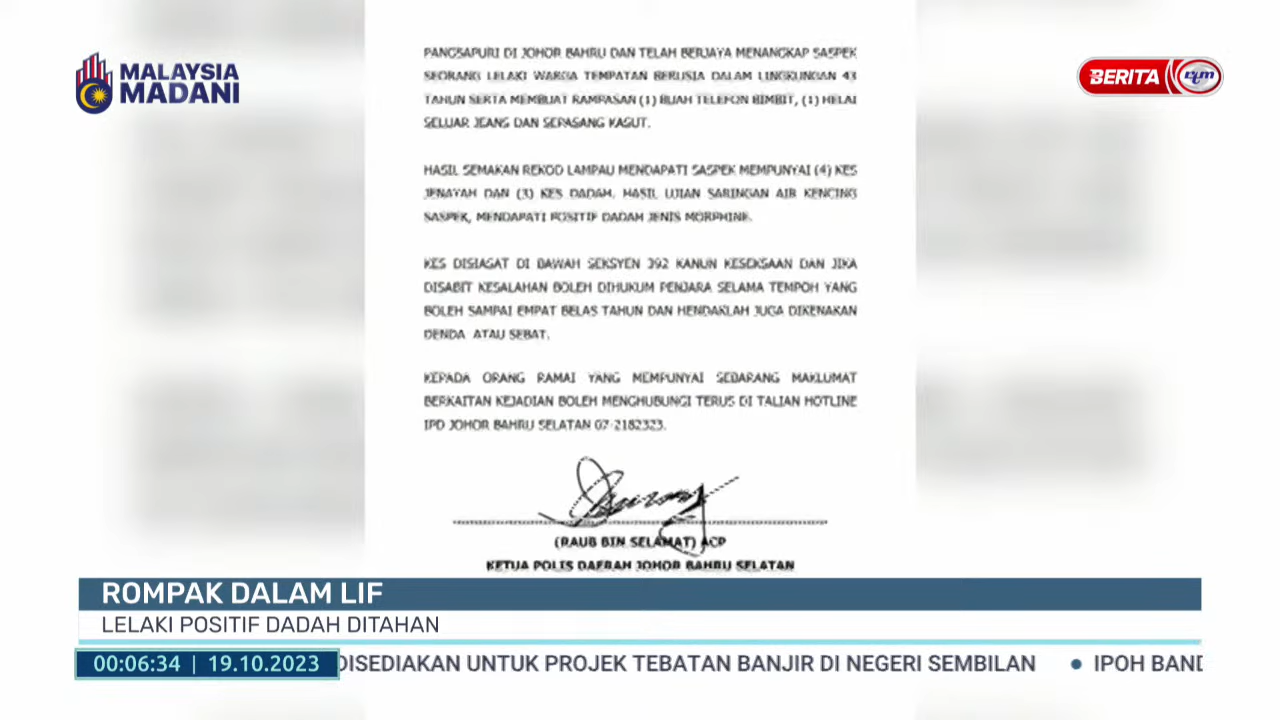 MALAYSIA
MADANI
BERITA rtm
PANGSAPURI DI JOHOR BAHRU DAN TELAH BERJAYA MENANGKAP SASPEK
SEORANG LELAKI WARGA TEMPATAN BERUSIA DALAM LINGKUNGAN 43
TAHUN SERTA MEMBUAT RAMPASAN (1) BUAH TELEFON BIMBIT, (1) HELAI
SELUAR JEANS DAN SEPASANG KASUT.
HASIL SEMAKAN REKOD LAMPAU MENDAPATI SASPEK MEMPUNYAI (4) KES
JENAYAH DAN (3) KES DADAH. HASIL UJIAN SARINGAN AIR KENCING
SASPEK, MENDAPATI POSITIF DADAH JENIS MORPHINE.
KES DISIASAT DI BAWAH SEKSYEN 392 KANUN KESEKSAAN DAN JIKA
DISABIT KESALAHAN BOLEH DIHUKUM PENJARA SELAMA TEMPOH YANG
BOLEH SAMPAI EMPAT BELAS TAHUN DAN HENDAKLAH JUGA DIKENAKAN
DENDA ATAU SEBAT.
KEPADA ORANG RAMAI YANG MEMPUNYAI SEBARANG MAKLUMAT
BERKAITAN KEJADIAN BOLEH MENGHUBUNGI TERUS DI TALIAN HOTLINE
IPD JOHOR BAHRU SELATAN 07-2182323.
(RAUB BIN SELAMAT) ACP
KETUA POLIS DAERAH JOHOR BAHRU SELATAN
ROMPAK DALAM LIF
LELAKI POSITIF DADAH DITAHAN
00:06:34 | 19.10.2023 DISEDIAKAN UNTUK PROJEK TEBATAN BANJIR DI NEGERI SEMBILAN • IPOH BAND